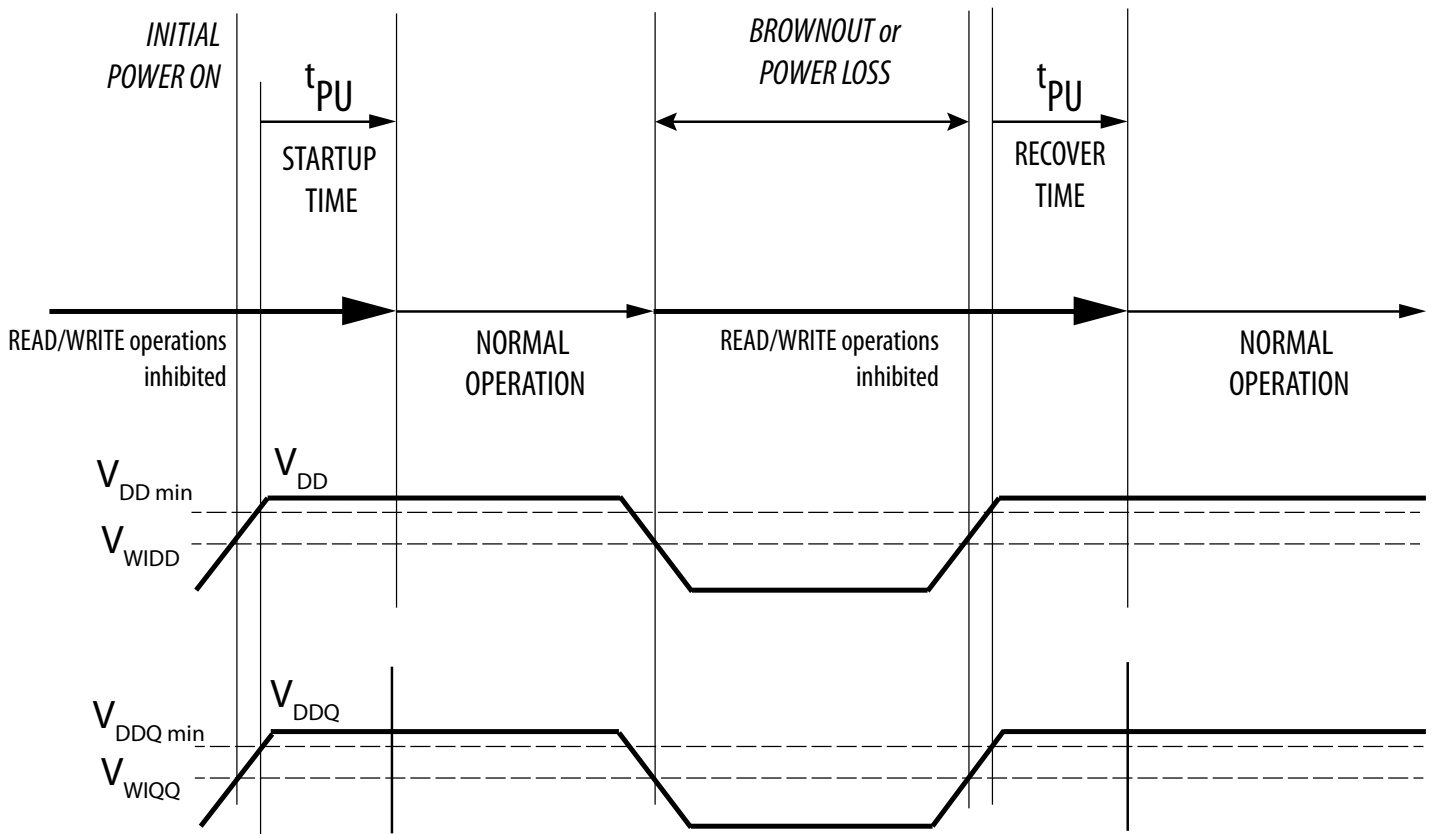 INITIAL
POWER ON
tPU
STARTUP
TIME
BROWNOUT or
POWER LOSS
tPU
RECOVER
TIME
READ/WRITE operations
inhibited
NORMAL
OPERATION
READ/WRITE operations
inhibited
NORMAL
OPERATION
VDD min
VDD
VWIDD
VDDQ min
VDDQ
VWIQQ